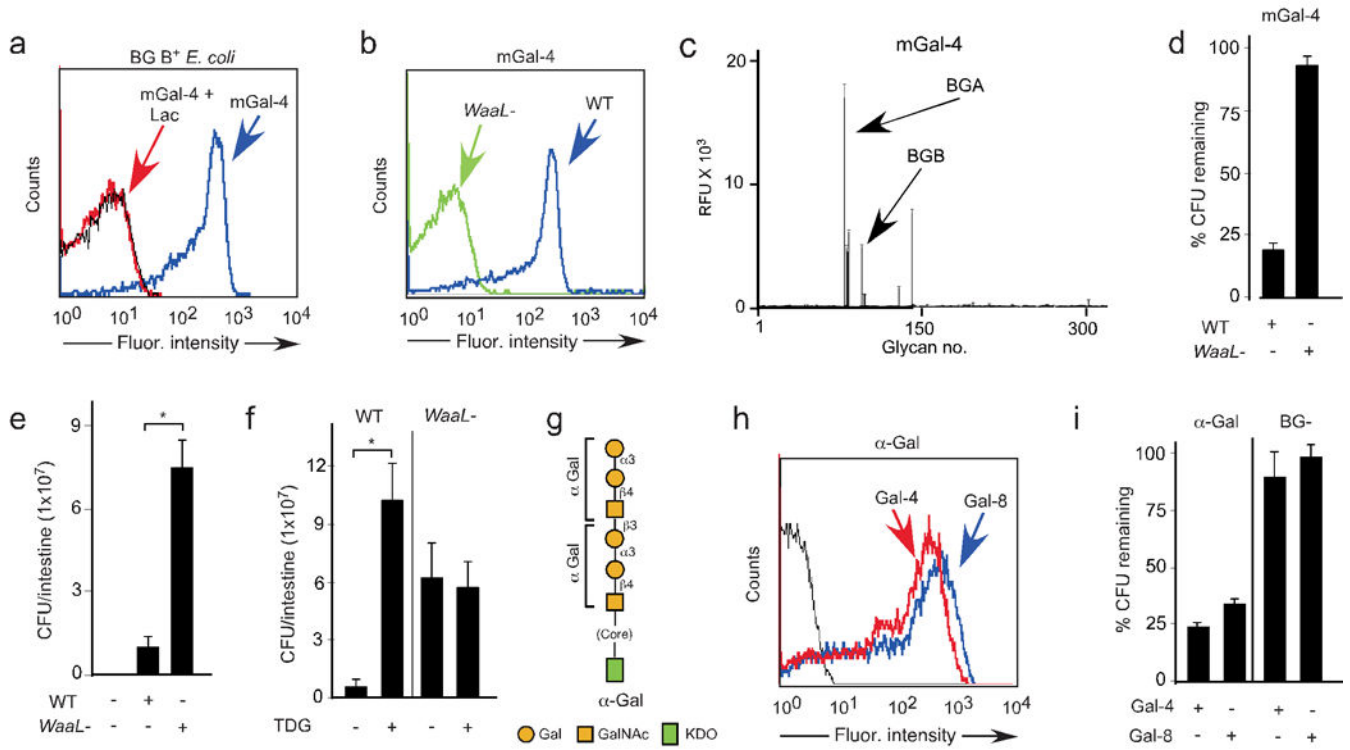 a
BG B+ E. coli
mGal-4 +
Lac
mGal-4
Counts
10^0 10^1 10^2 10^3 10^4
Fluor. intensity
b
mGal-4
WaaL-
WT
Counts
10^0 10^1 10^2 10^3 10^4
Fluor. intensity
c
mGal-4
BGA
BGB
RFU X 10^3
20
10
0
1 150 300
Glycan no.
d
mGal-4
% CFU remaining
100
75
50
25
0
WT + -
WaaL- - +
e
CFU/intestine (1x10^7)
9
6
3
0
*
WT - + -
WaaL- - - +
f
WT WaaL-
*
CFU/intestine (1x10^7)
12
9
6
3
0
TDG - + - +
g
α Gal
α3
β4
β3
α Gal
α3
β4
(Core)
α-Gal
Gal GalNAc KDO
h
α-Gal
Gal-4 Gal-8
Counts
10^0 10^1 10^2 10^3 10^4
Fluor. intensity
i
α-Gal BG-
% CFU remaining
100
75
50
25
0
Gal-4 + - + -
Gal-8 - + - +